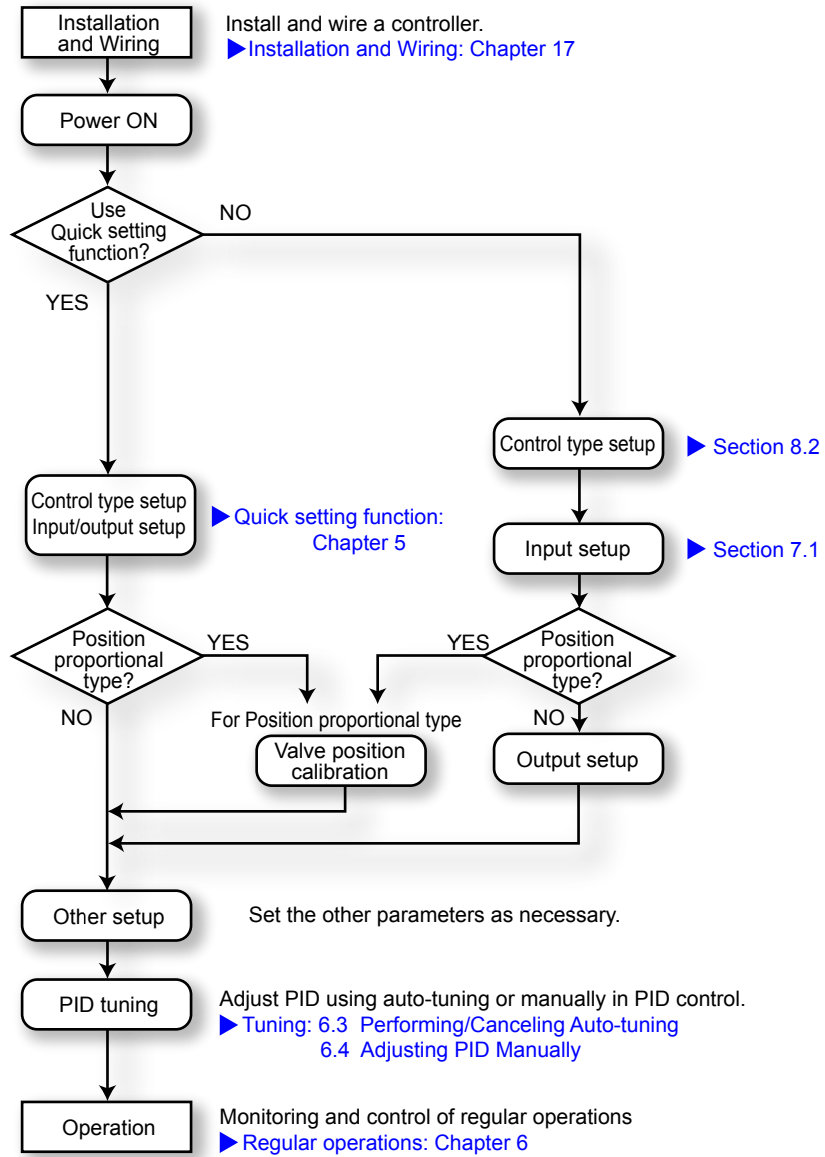 Installation
and Wiring
Install and wire a controller.
▶Installation and Wiring: Chapter 17
Power ON
Use
Quick setting
function?
NO
YES
Control type setup
▶ Section 8.2
Control type setup
Input/output setup
▶Quick setting function:
Chapter 5
Input setup
▶ Section 7.1
Position
proportional
type?
YES
NO
YES
Position
proportional
type?
NO
For Position proportional type
Valve position
calibration
Output setup
Other setup
Set the other parameters as necessary.
PID tuning
Adjust PID using auto-tuning or manually in PID control.
▶Tuning: 6.3 Performing/Canceling Auto-tuning
6.4 Adjusting PID Manually
Operation
Monitoring and control of regular operations
▶Regular operations: Chapter 6